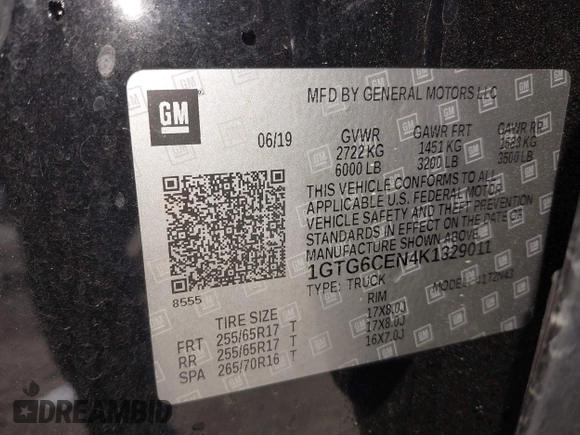 GM
MFD BY GENERAL MOTORS LLC
06/19
GVWR GAWR FRT GAWR RR
2722 KG 1451 KG 1588 KG
6000 LB 3200 LB 3500 LB
THIS VEHICLE CONFORMS TO ALL
APPLICABLE U.S. FEDERAL MOTOR
VEHICLE SAFETY AND THEFT PREVENTION
STANDARDS IN EFFECT ON THE DATE OF
MANUFACTURE SHOWN ABOVE.
1GTG6CEN4K1329011
TYPE: TRUCK
8555
TIRE SIZE RIM
FRT 255/65R17 T 17X8.0J
RR 255/65R17 T 17X8.0J
SPA 265/70R16 T 16X7.0J
DREAMBID